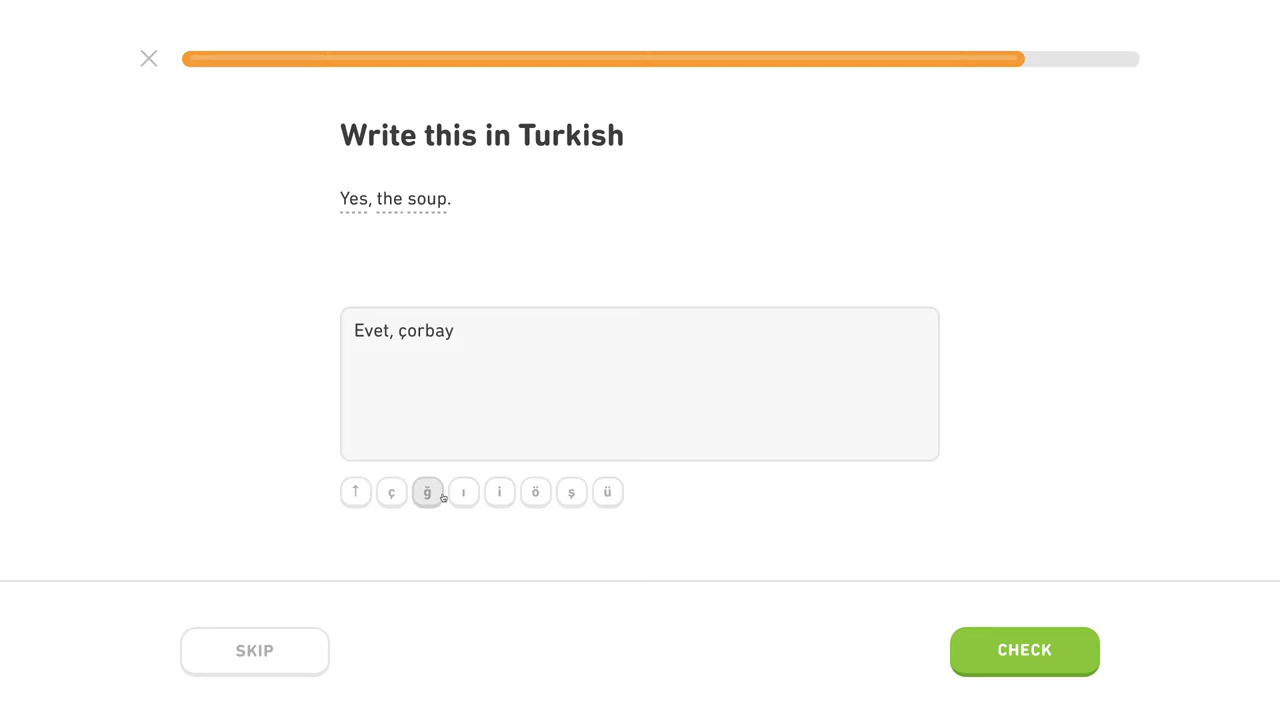 Write this in Turkish
Yes, the soup.
Evet, çorbay
↑ ç ğ ı i ö ş ü
SKIP
CHECK